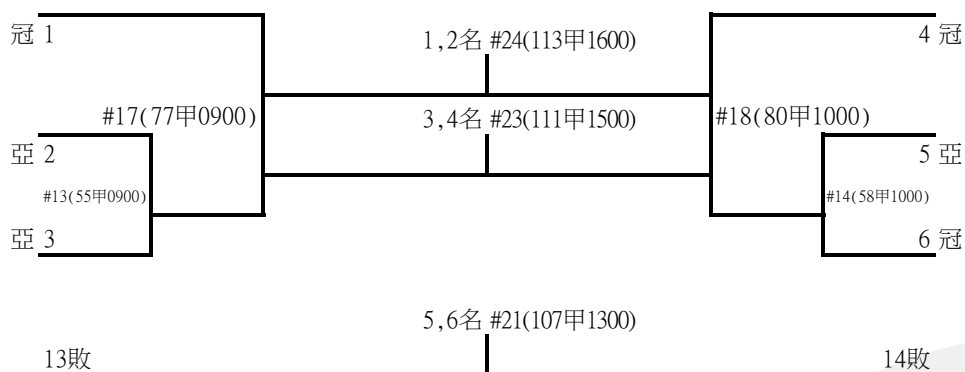 冠 1
1,2名 #24(113甲1600)
4 冠
#17(77甲0900)
3,4名 #23(111甲1500)
#18(80甲1000)
亞 2
5 亞
#13(55甲0900)
#14(58甲1000)
亞 3
6 冠
5,6名 #21(107甲1300)
13敗
14敗